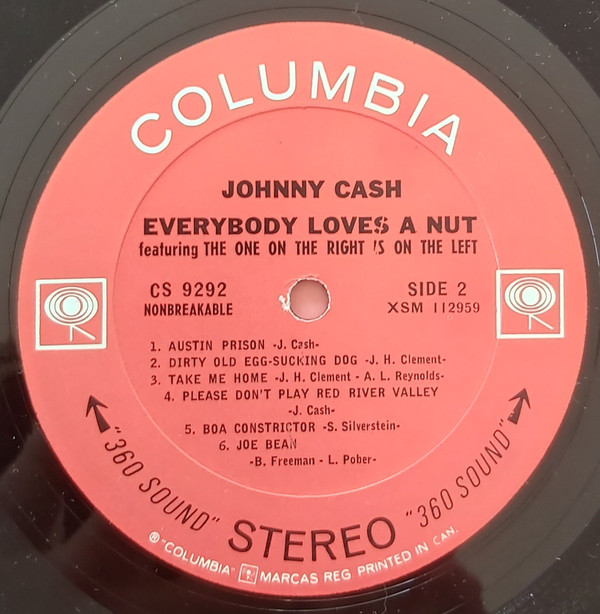 COLUMBIA
JOHNNY CASH
EVERYBODY LOVES A NUT
featuring THE ONE ON THE RIGHT IS ON THE LEFT
CS 9292
NONBREAKABLE
SIDE 2
XSM 112959
1. AUSTIN PRISON -J. Cash-
2. DIRTY OLD EGG-SUCKING DOG -J. H. Clement-
3. TAKE ME HOME -J. H. Clement - A. L. Reynolds-
4. PLEASE DON'T PLAY RED RIVER VALLEY
-J. Cash-
5. BOA CONSTRICTOR -S. Silverstein-
6. JOE BEAN
-B. Freeman - L. Pober-
"360 SOUND" STEREO "360 SOUND"
® "COLUMBIA" MARCAS REG PRINTED IN CAN.